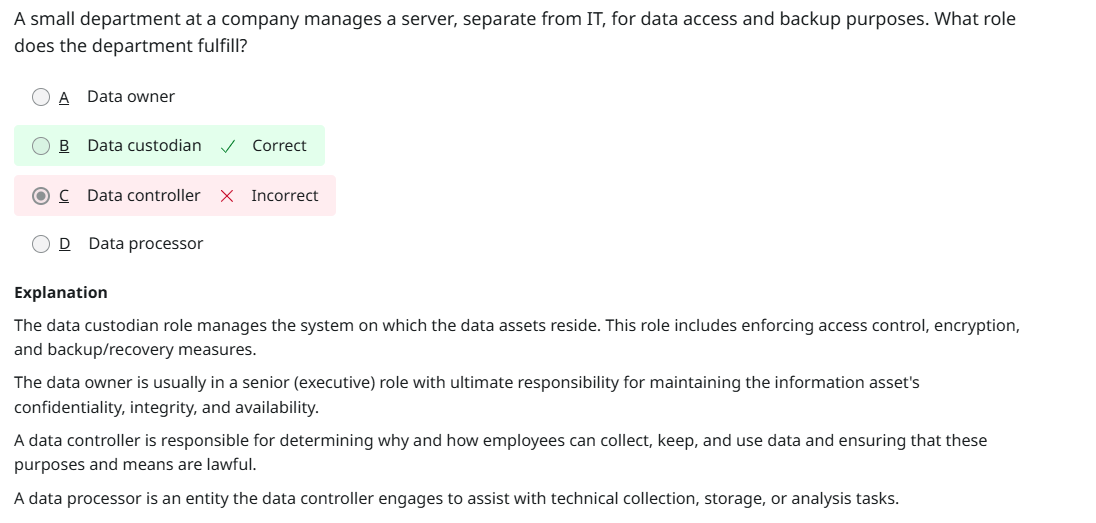 A small department at a company manages a server, separate from IT, for data access and backup purposes. What role
does the department fulfill?
A Data owner
B Data custodian ✓ Correct
C Data controller ✕ Incorrect
D Data processor
Explanation
The data custodian role manages the system on which the data assets reside. This role includes enforcing access control, encryption,
and backup/recovery measures.
The data owner is usually in a senior (executive) role with ultimate responsibility for maintaining the information asset's
confidentiality, integrity, and availability.
A data controller is responsible for determining why and how employees can collect, keep, and use data and ensuring that these
purposes and means are lawful.
A data processor is an entity the data controller engages to assist with technical collection, storage, or analysis tasks.